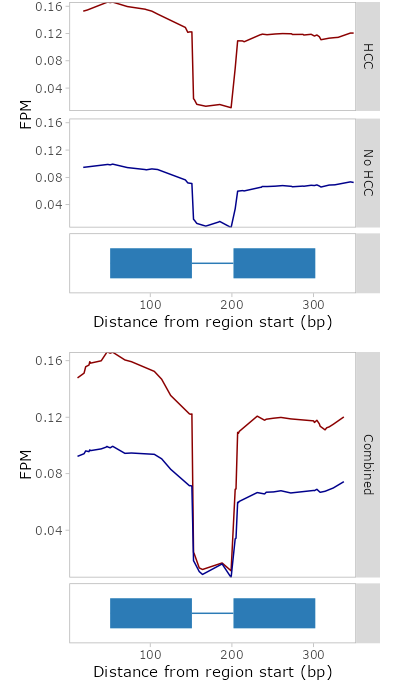 0.16
0.12
0.08
0.04
HCC
FPM
0.16
0.12
0.08
0.04
No HCC
100 200 300
Distance from region start (bp)
0.16
0.12
0.08
0.04
FPM
Combined
100 200 300
Distance from region start (bp)